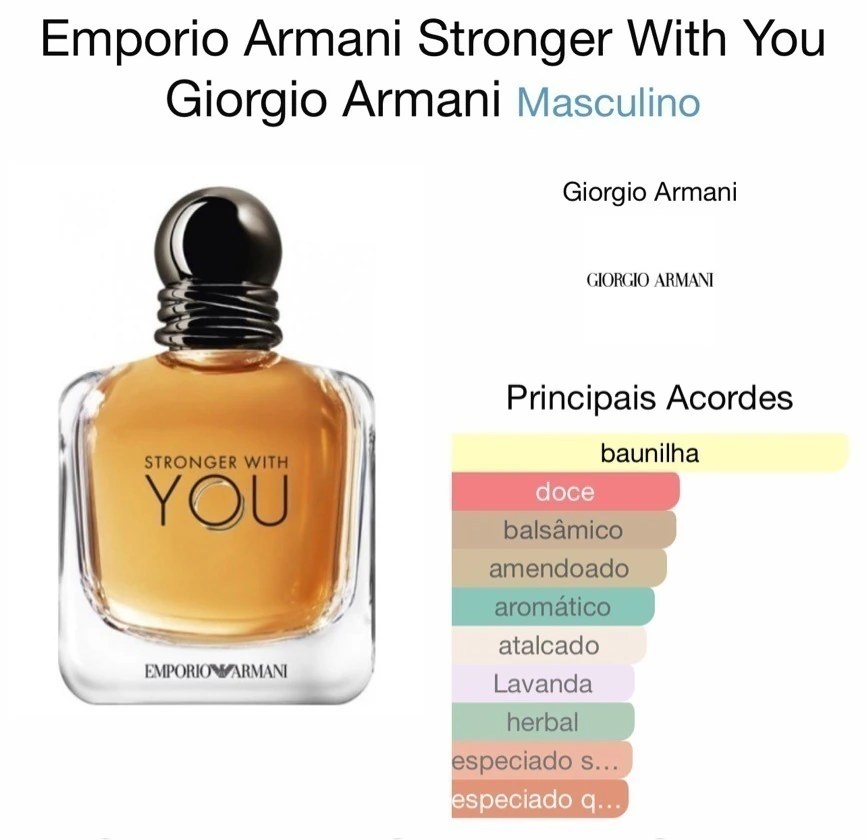 Emporio Armani Stronger With You
Giorgio Armani Masculino
Giorgio Armani
GIORGIO ARMANI
Principais Acordes
baunilha
doce
balsâmico
amendoado
aromático
atalcado
Lavanda
herbal
especiado s...
especiado q...
STRONGER WITH
YOU
EMPORIO ARMANI